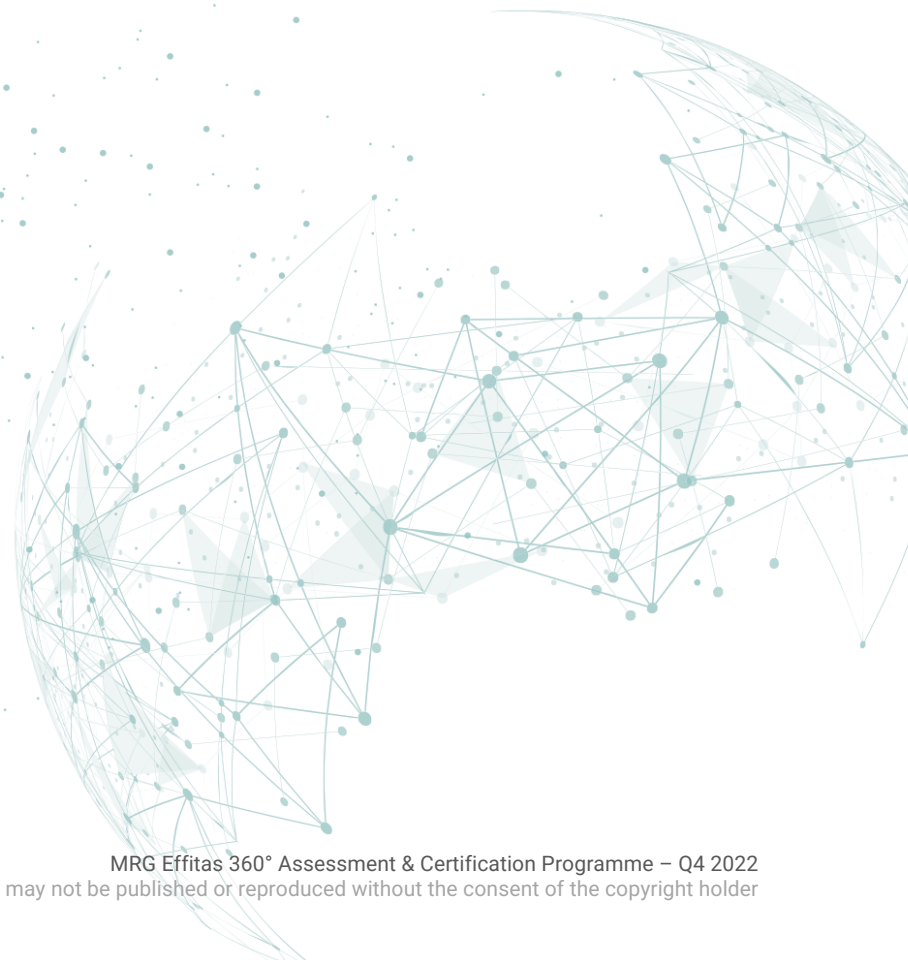 MRG Effitas 360° Assessment & Certification Programme – Q4 2022
may not be published or reproduced without the consent of the copyright holder